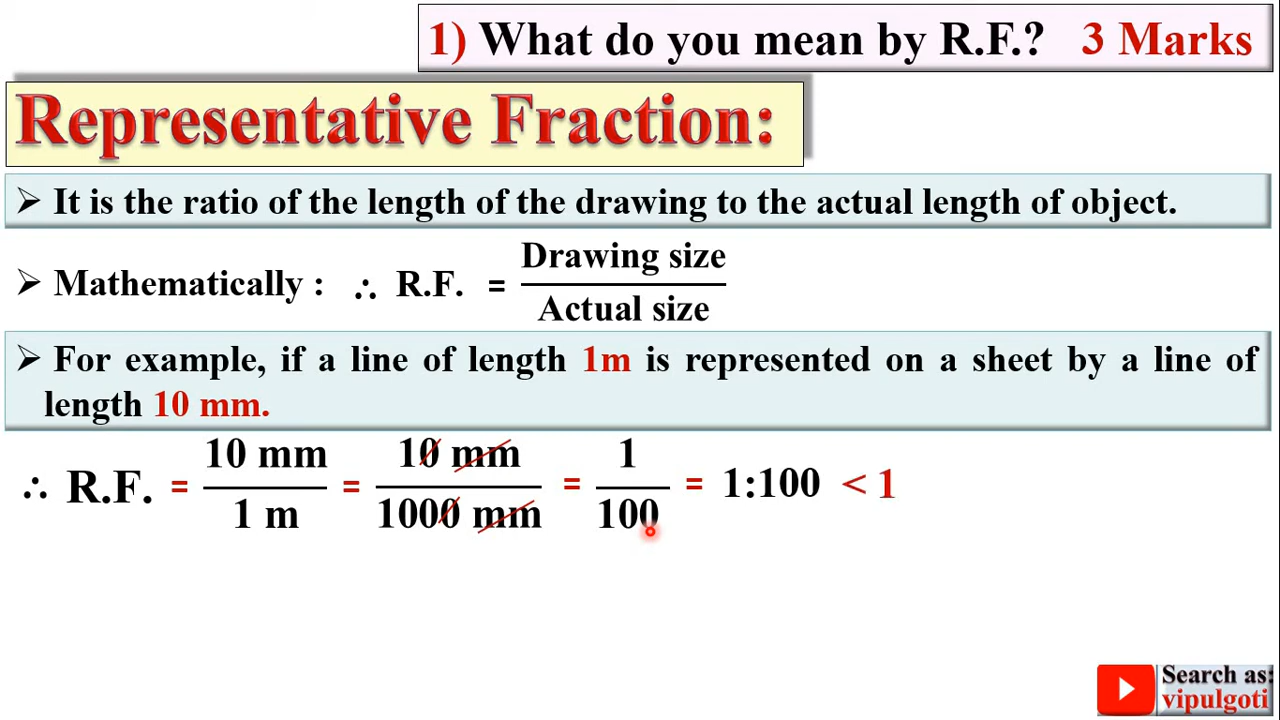 1) What do you mean by R.F.? 3 Marks
Representative Fraction:
➢ It is the ratio of the length of the drawing to the actual length of object.
➢ Mathematically : ∴ R.F. = Drawing size / Actual size
➢ For example, if a line of length 1m is represented on a sheet by a line of
length 10 mm.
∴ R.F. = 10 mm / 1 m = 10 mm / 1000 mm = 1 / 100 = 1:100 < 1
Search as:
vipulgoti